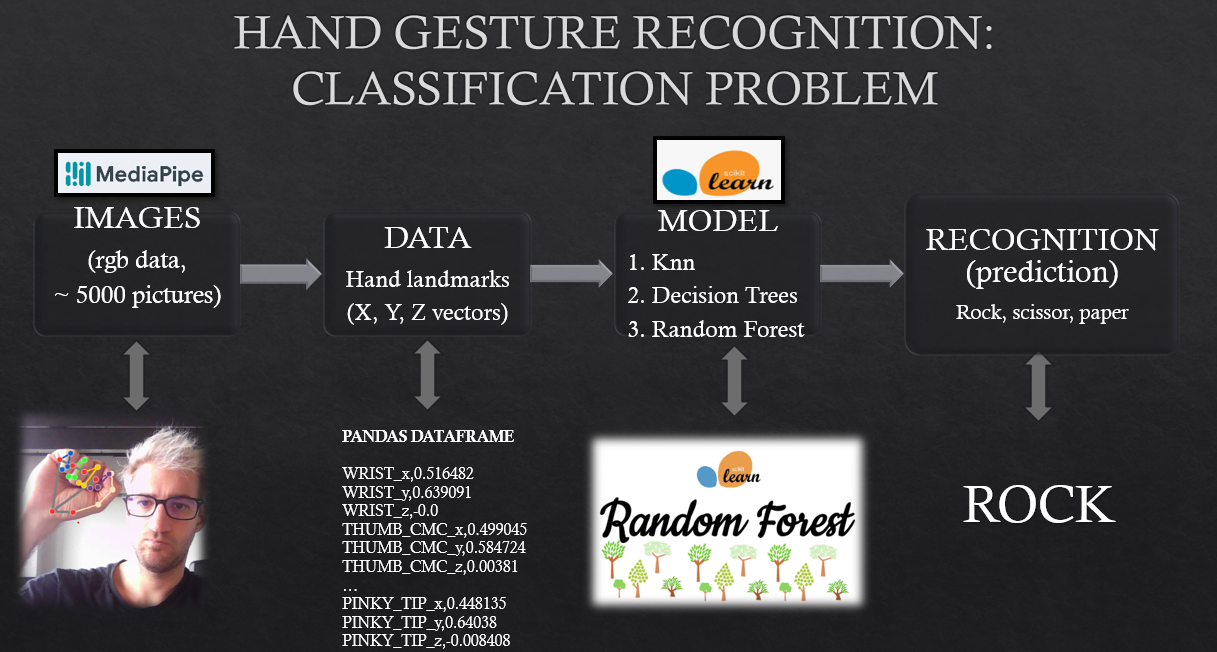 HAND GESTURE RECOGNITION:
CLASSIFICATION PROBLEM
MediaPipe
IMAGES
(rgb data,
~ 5000 pictures)
DATA
Hand landmarks
(X, Y, Z vectors)
scikit
learn
MODEL
1. Knn
2. Decision Trees
3. Random Forest
RECOGNITION
(prediction)
Rock, scissor, paper
PANDAS DATAFRAME
WRIST_x,0.516482
WRIST_y,0.639091
WRIST_z,-0.0
THUMB_CMC_x,0.499045
THUMB_CMC_y,0.584724
THUMB_CMC_z,0.00381
...
PINKY_TIP_x,0.448135
PINKY_TIP_y,0.64038
PINKY_TIP_z,-0.008408
scikit
learn
Random Forest
ROCK